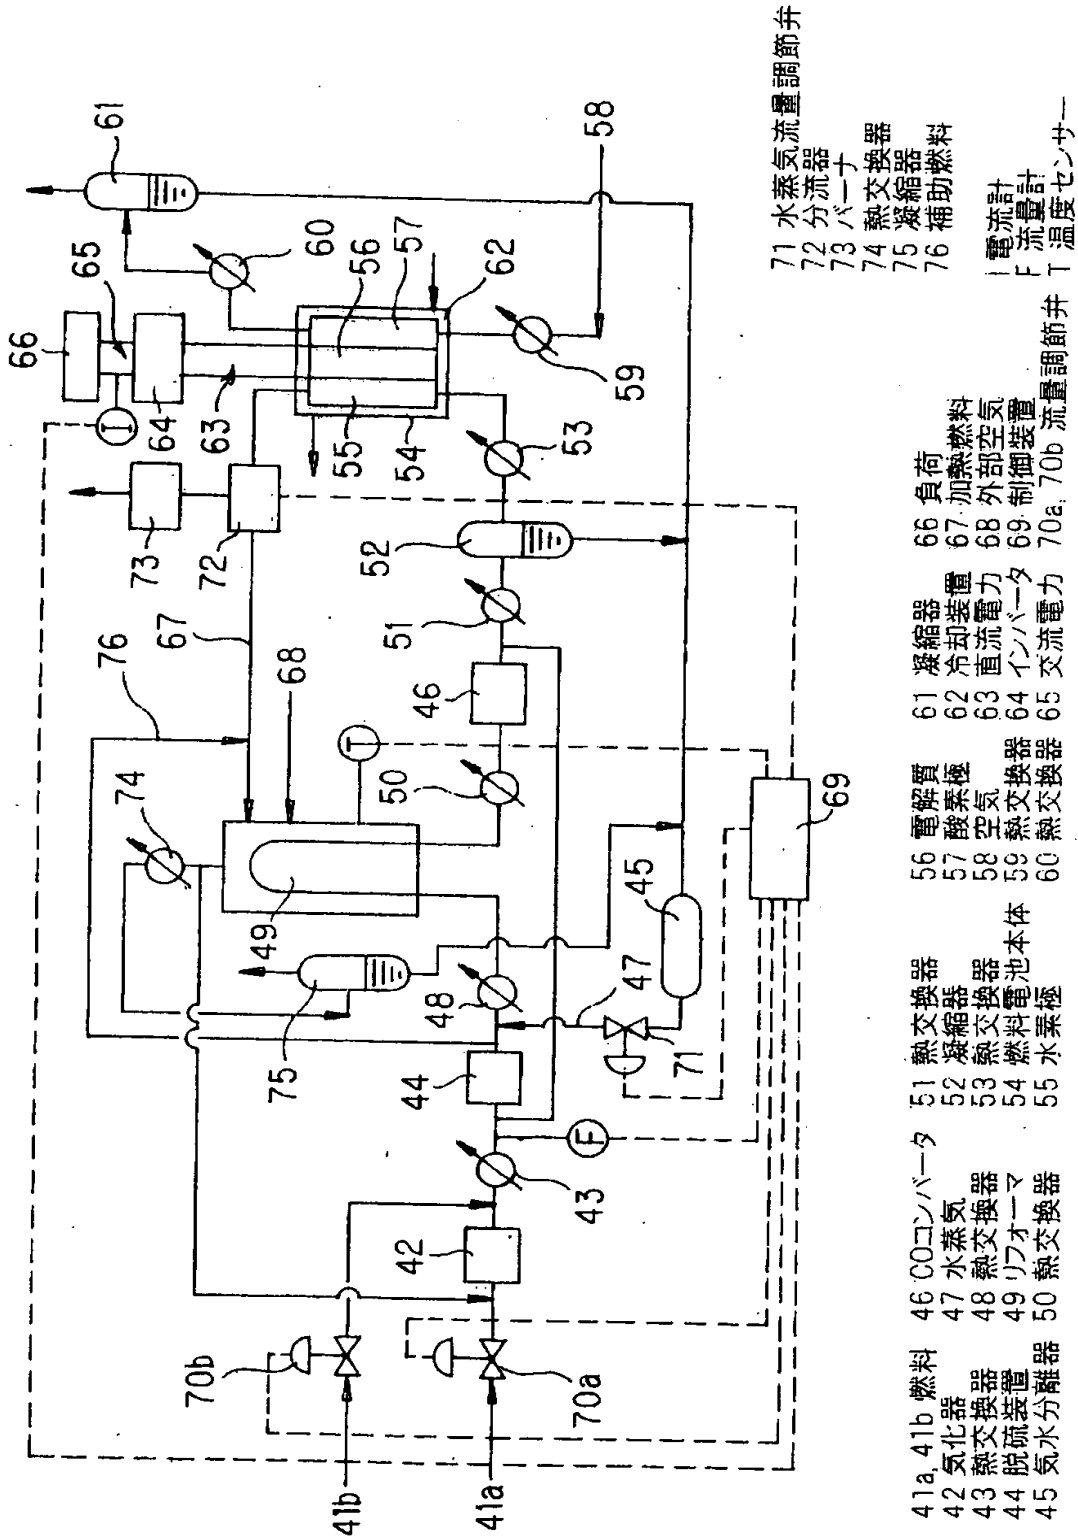 66
61
65
60
56
57
62
58
I
64
63
55
54
59
53
73
72
52
67
51
76
68
46
T
50
74
49
69
45
47
48
75
71
44
F
43
42
70b
70a
41b
41a
41a, 41b 燃料
42 気化器
43 熱交換器
44 脱硫装置
45 気水分離器
46 COコンバータ
47 水蒸気
48 熱交換器
49 リフォーマ
50 熱交換器
51 熱交換器
52 凝縮器
53 熱交換器
54 燃料電池本体
55 水素極
56 電解質
57 酸素極
58 空気
59 熱交換器
60 熱交換器
61 凝縮器
62 冷却装置
63 直流電力
64 インバータ
65 交流電力
66 負荷
67 加熱燃料
68 外部空気
69 制御装置
70a, 70b 流量調節弁
71 水蒸気流量調節弁
72 分流器
73 バーナ
74 熱交換器
75 凝縮器
76 補助燃料
I 電流計
F 流量計
T 温度センサー